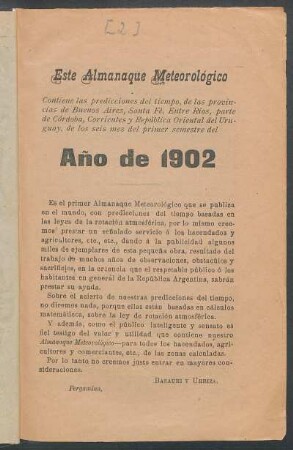 [2]
Este Almanaque Meteorológico
Contiene las predicciones del tiempo, de las provin-
cias de Buenos Aires, Santa Fé, Entre Rios, parte
de Córdoba, Corrientes y República Oriental del Uru-
guay, de los seis mes del primer semestre del
Año de 1902
Es el primer Almanaque Meteorológico que se publica
en el mundo, con predicciones del tiempo basadas en
las leyes de la rotación atmosférica, por lo mismo cree-
mos prestar un señalado servicio á los hacendados y
agricultores, etc., etc., dando á la publicidad algunos
miles de ejemplares de esta pequeña obra, resultado del
trabajo de muchos años de observaciones, obstáculos y
sacrificios, en la creencia que el respetable público ó los
habitantes en general de la República Argentina, sabrán
prestar su ayuda.
Sobre el acierto de nuestras predicciones del tiempo,
no diremos nada, porque ellas están basadas en cálculos
matemáticos, sobre la ley de rotación atmosférica.
Y además, como el público inteligente y sensato es
del valor y utilidad que contiene nuestro
Almanaque Meteorológico—para todos los hacendados, agri-
cultores y comerciantes, etc., de las zonas calculadas.
Por lo tanto no creemos justo entrar en mayores con-
sideraciones.
BASAURI Y URBIZA.
Pergamino,